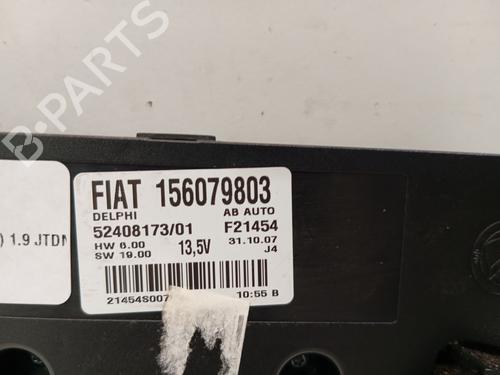 FIAT 156079803
DELPHI AB AUTO
52408173/01 F21454
HW 6.00 13,5V 31.10.07
SW 19.00 J4
) 1.9 JTDM
21454S007
10:55 B